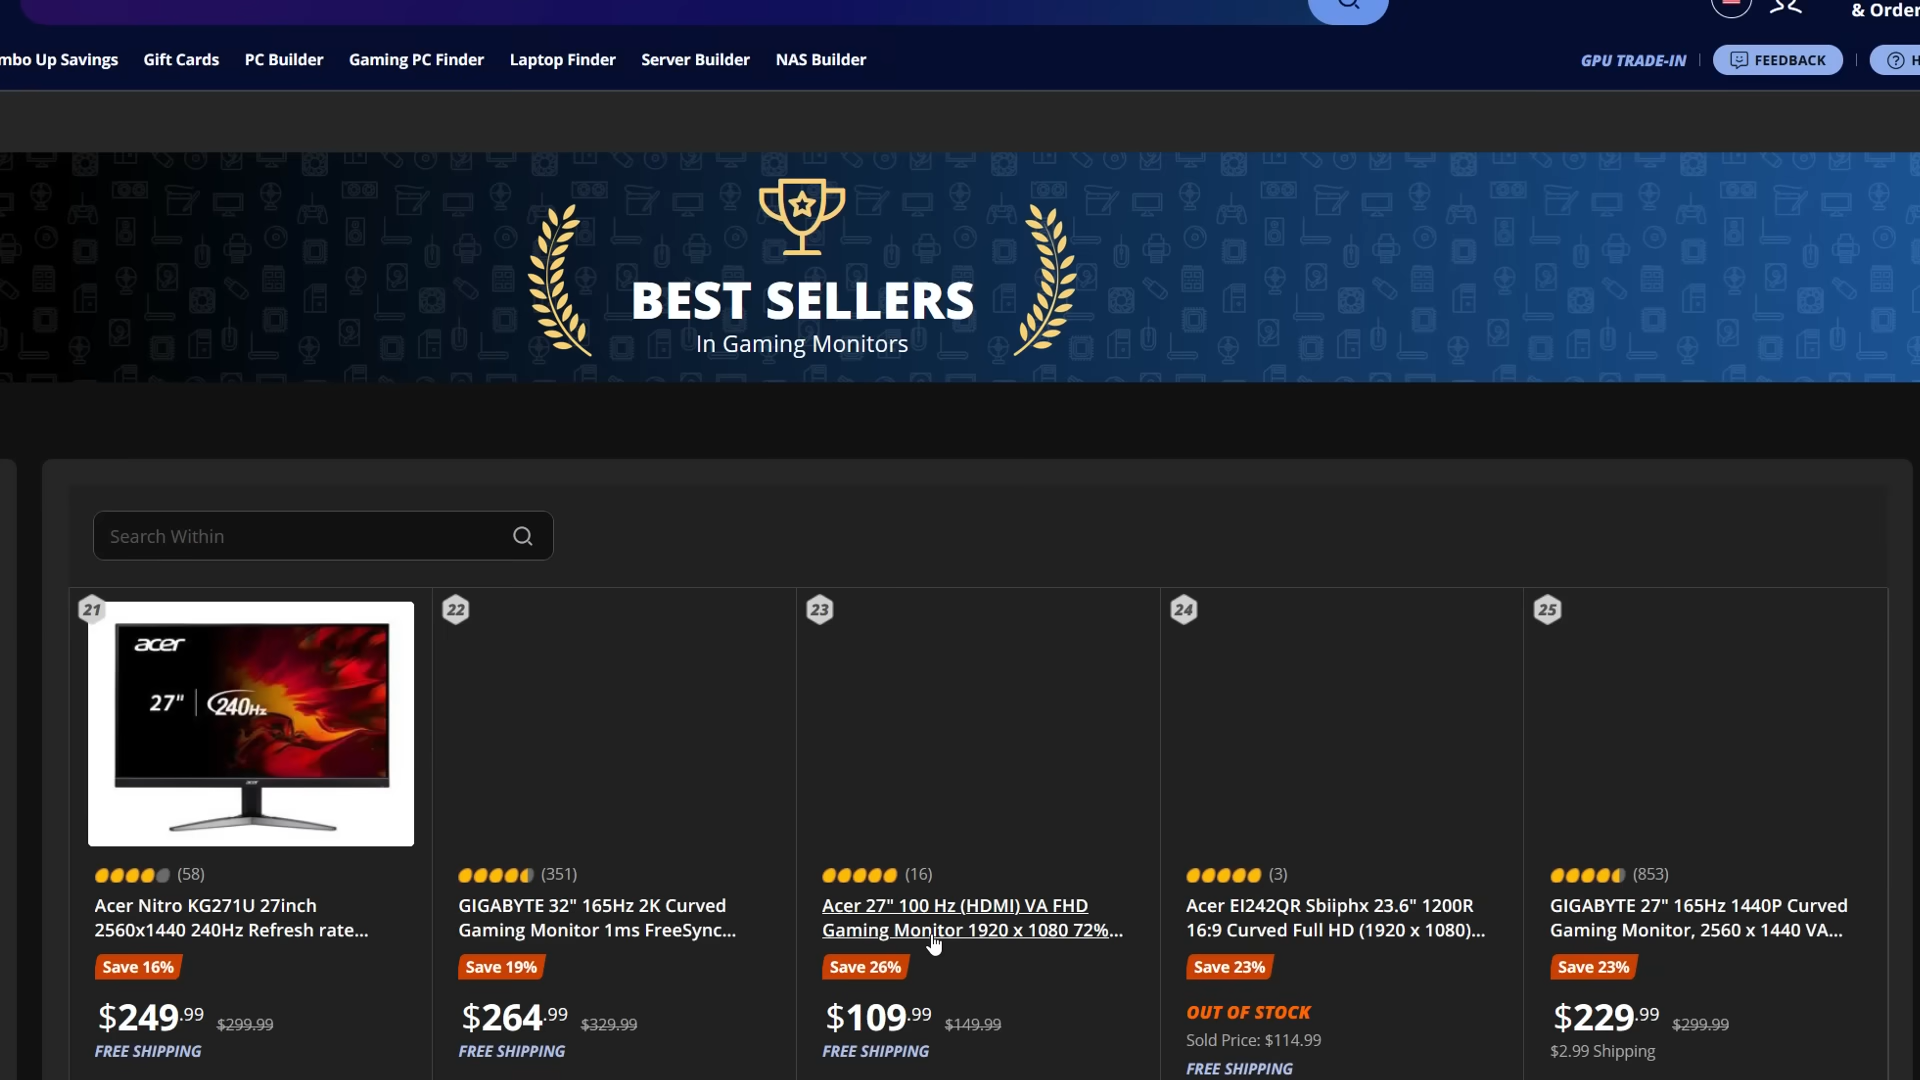 & Order
Up Savings
Gift Cards
PC Builder
Gaming PC Finder
Laptop Finder
Server Builder
NAS Builder
GPU TRADE-IN
FEEDBACK
BEST SELLERS
In Gaming Monitors
Search Within
21
acer
27" | 240Hz
acer
(58)
Acer Nitro KG271U 27inch
2560x1440 240Hz Refresh rate...
Save 16%
$249.99 $299.99
FREE SHIPPING
22
(351)
GIGABYTE 32" 165Hz 2K Curved
Gaming Monitor 1ms FreeSync...
Save 19%
$264.99 $329.99
FREE SHIPPING
23
(16)
Acer 27" 100 Hz (HDMI) VA FHD
Gaming Monitor 1920 x 1080 72%...
Save 26%
$109.99 $149.99
FREE SHIPPING
24
(3)
Acer EI242QR Sbiiphx 23.6" 1200R
16:9 Curved Full HD (1920 x 1080)...
Save 23%
OUT OF STOCK
Sold Price: $114.99
FREE SHIPPING
25
(853)
GIGABYTE 27" 165Hz 1440P Curved
Gaming Monitor, 2560 x 1440 VA...
Save 23%
$229.99 $299.99
$2.99 Shipping